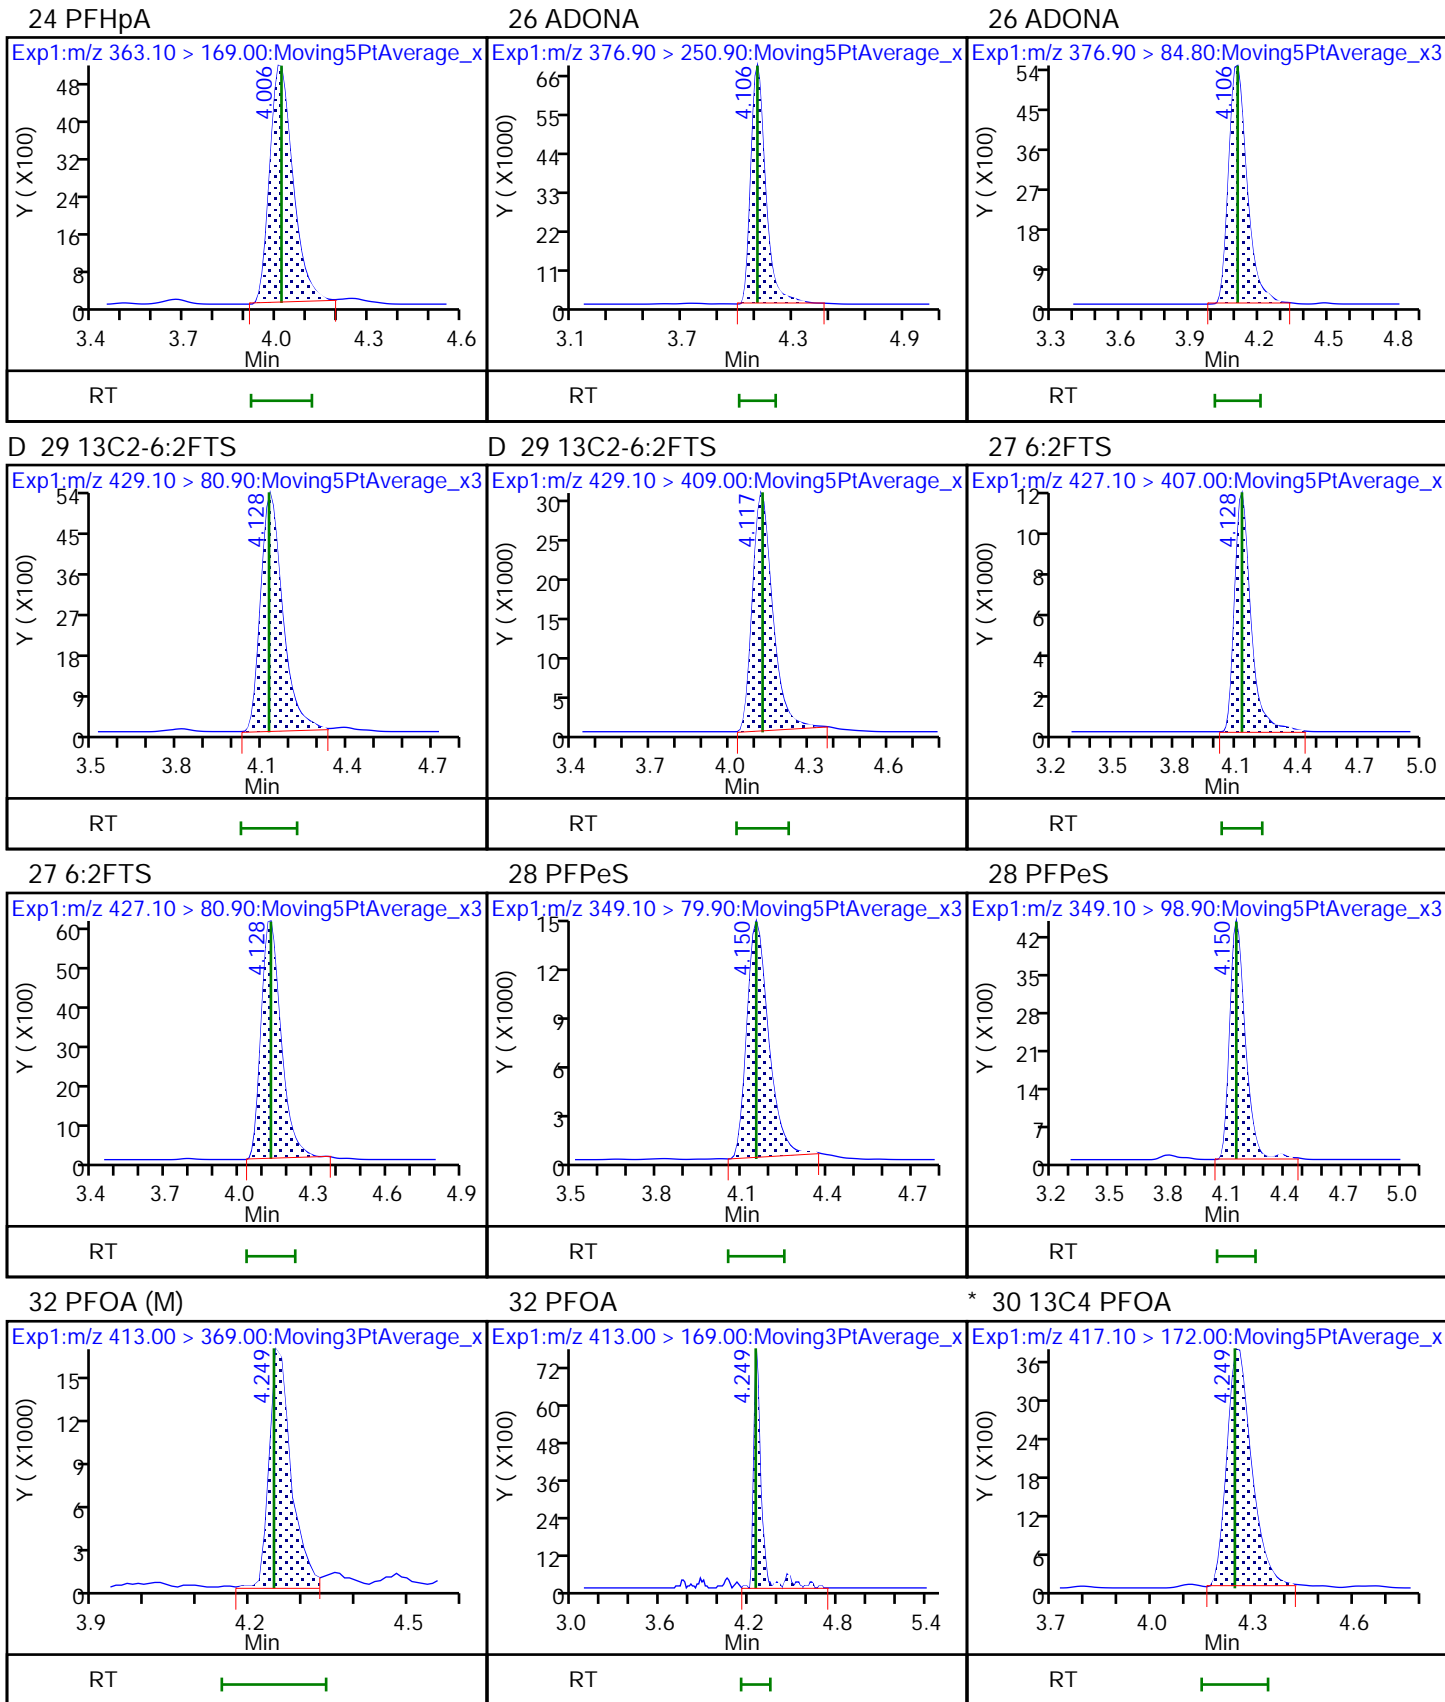 24 PFHpA
Exp1:m/z 363.10 > 169.00:Moving5PtAverage_x
4.006
Y ( X100)
48
40
32
24
16
8
0
3.4 3.7 4.0 4.3 4.6
Min
RT
26 ADONA
Exp1:m/z 376.90 > 250.90:Moving5PtAverage_x
4.106
Y ( X1000)
66
55
44
33
22
11
0
3.1 3.7 4.3 4.9
Min
RT
26 ADONA
Exp1:m/z 376.90 > 84.80:Moving5PtAverage_x3
4.106
Y ( X100)
54
45
36
27
18
9
0
3.3 3.6 3.9 4.2 4.5 4.8
Min
RT
D 29 13C2-6:2FTS
Exp1:m/z 429.10 > 80.90:Moving5PtAverage_x3
4.128
Y ( X100)
54
45
36
27
18
9
0
3.5 3.8 4.1 4.4 4.7
Min
RT
D 29 13C2-6:2FTS
Exp1:m/z 429.10 > 409.00:Moving5PtAverage_x
4.117
Y ( X1000)
30
25
20
15
10
5
0
3.4 3.7 4.0 4.3 4.6
Min
RT
27 6:2FTS
Exp1:m/z 427.10 > 407.00:Moving5PtAverage_x
4.128
Y ( X1000)
12
10
8
6
4
2
0
3.2 3.5 3.8 4.1 4.4 4.7 5.0
Min
RT
27 6:2FTS
Exp1:m/z 427.10 > 80.90:Moving5PtAverage_x3
4.128
Y ( X100)
60
50
40
30
20
10
0
3.4 3.7 4.0 4.3 4.6 4.9
Min
RT
28 PFPeS
Exp1:m/z 349.10 > 79.90:Moving5PtAverage_x3
4.150
Y ( X1000)
15
12
9
6
3
0
3.5 3.8 4.1 4.4 4.7
Min
RT
28 PFPeS
Exp1:m/z 349.10 > 98.90:Moving5PtAverage_x3
4.150
Y ( X100)
42
35
28
21
14
7
0
3.2 3.5 3.8 4.1 4.4 4.7 5.0
Min
RT
32 PFOA (M)
Exp1:m/z 413.00 > 369.00:Moving3PtAverage_x
4.249
Y ( X1000)
15
12
9
6
3
0
3.9 4.2 4.5
Min
RT
32 PFOA
Exp1:m/z 413.00 > 169.00:Moving3PtAverage_x
4.249
Y ( X100)
72
60
48
36
24
12
0
3.0 3.6 4.2 4.8 5.4
Min
RT
* 30 13C4 PFOA
Exp1:m/z 417.10 > 172.00:Moving5PtAverage_x
4.249
Y ( X100)
36
30
24
18
12
6
0
3.7 4.0 4.3 4.6
Min
RT